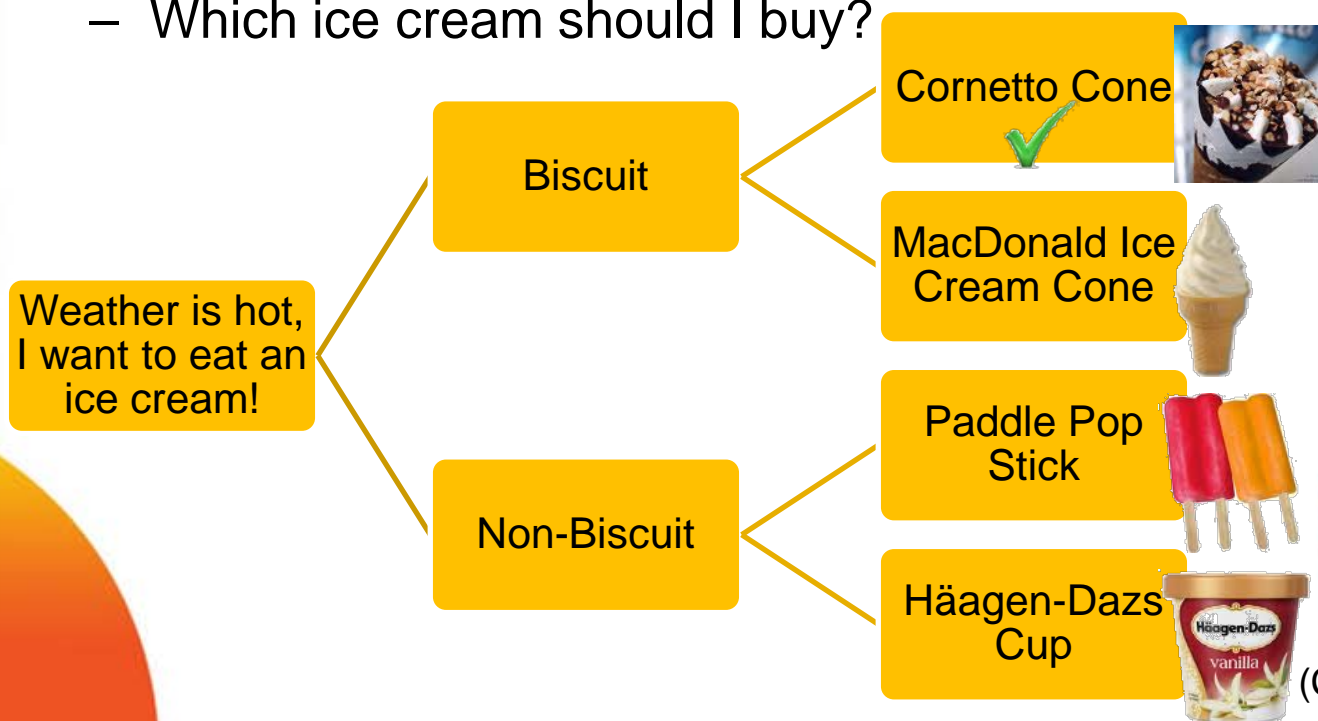 – Which ice cream should I buy?
Cornetto Cone
Biscuit
MacDonald Ice
Cream Cone
Weather is hot,
I want to eat an
ice cream!
Paddle Pop
Stick
Non-Biscuit
Häagen-Dazs
Cup
Häagen-Dazs
vanilla